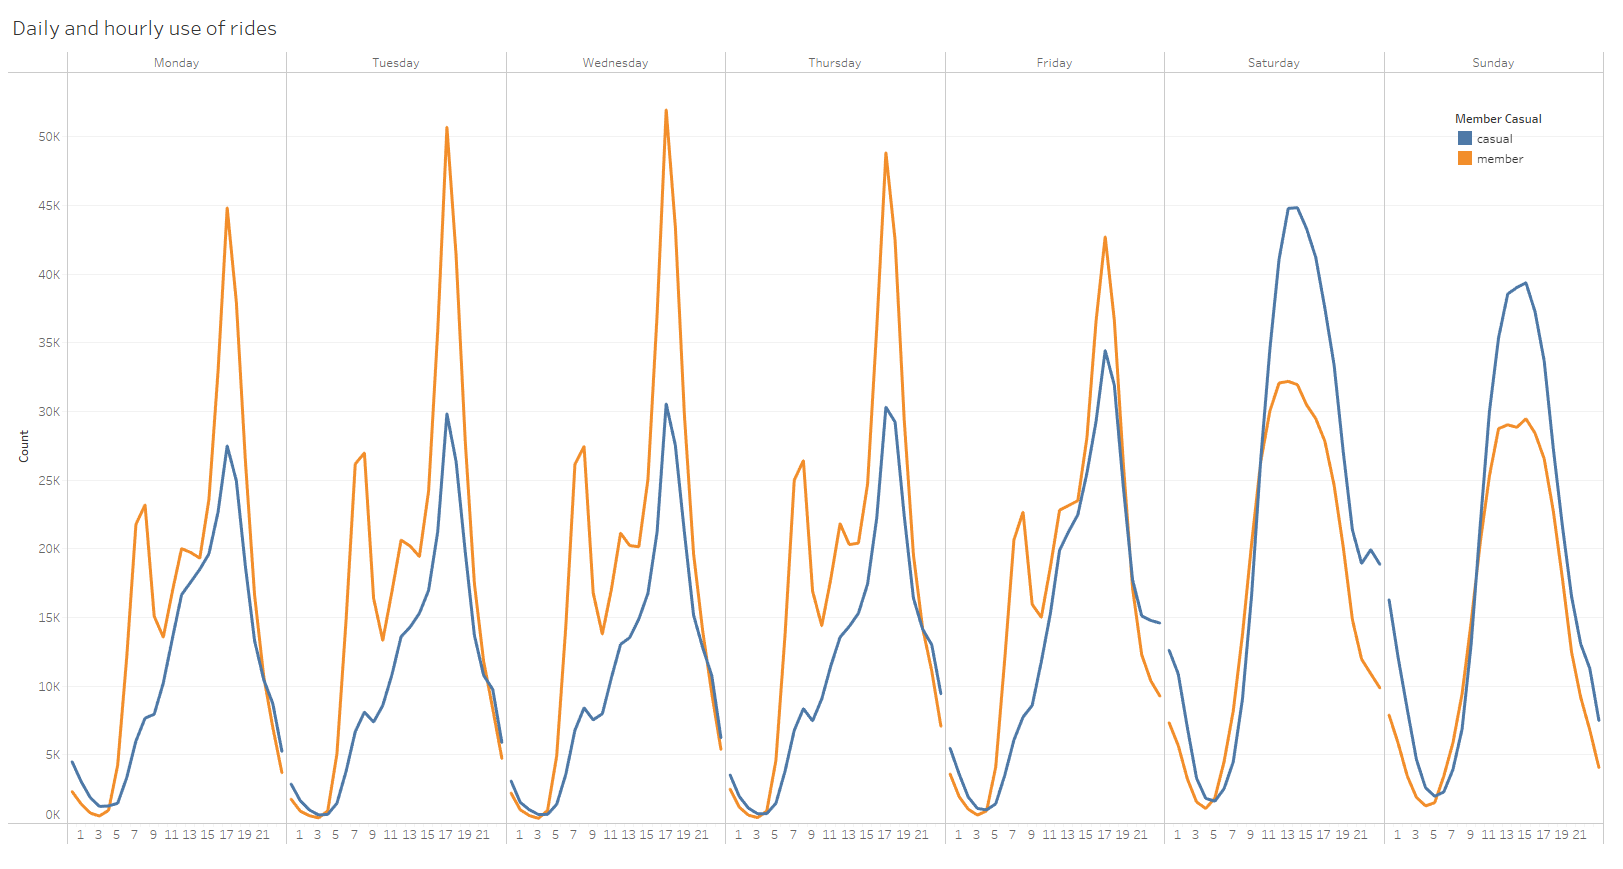 Daily and hourly use of rides
Monday Tuesday Wednesday Thursday Friday Saturday Sunday
Member Casual
casual
member
50K
45K
40K
35K
30K
25K
20K
15K
10K
5K
0K
Count
1 3 5 7 9 11 13 15 17 19 21 1 3 5 7 9 11 13 15 17 19 21 1 3 5 7 9 11 13 15 17 19 21 1 3 5 7 9 11 13 15 17 19 21 1 3 5 7 9 11 13 15 17 19 21 1 3 5 7 9 11 13 15 17 19 21 1 3 5 7 9 11 13 15 17 19 21